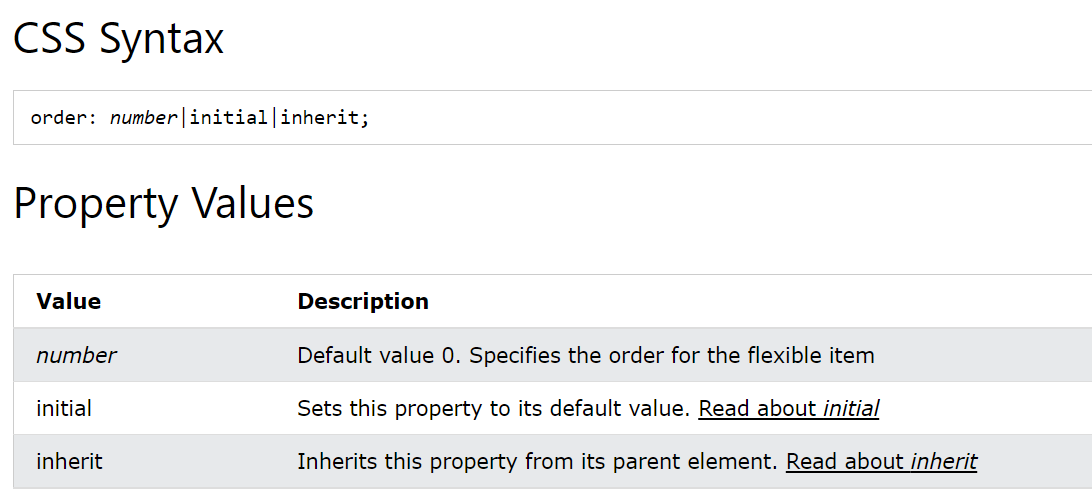 CSS Syntax
order: number|initial|inherit;
Property Values
Value Description
number Default value 0. Specifies the order for the flexible item
initial Sets this property to its default value. Read about initial
inherit Inherits this property from its parent element. Read about inherit